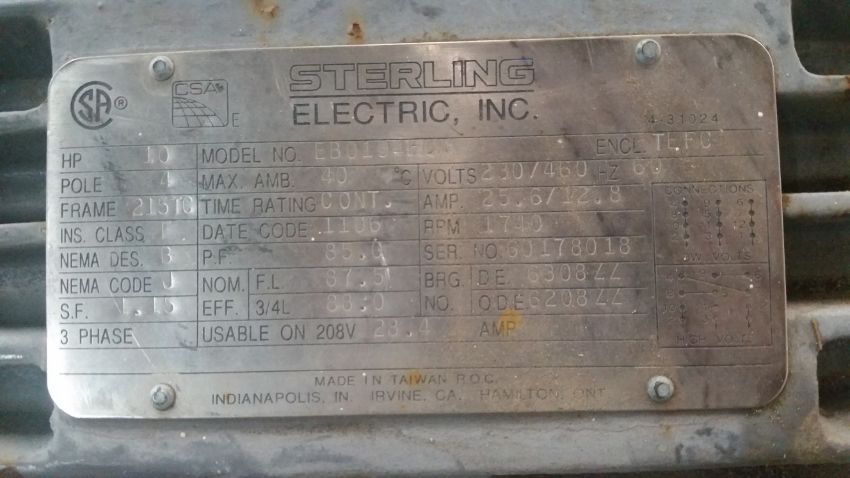 SA ®
CSA
E
STERLING
ELECTRIC, INC.
4-31024
HP 10 MODEL NO. ENCL. TEFC
POLE 4 MAX. AMB. 40 °C VOLTS 230/460 HZ 60
FRAME 215TC TIME RATING CONT. AMP. 25.6/12.8
INS. CLASS F DATE CODE 1106 RPM 1740
NEMA DES. B P.F. 85.0 SER. NO. 60178018
NEMA CODE J NOM. F.L. 87.5 BRG. D.E. 6308ZZ
S.F. 1.15 EFF. 3/4L 88.0 NO. O.D.E 6208ZZ
3 PHASE USABLE ON 208V 28.4 AMP
CONNECTIONS
LOW VOLTS
HIGH VOLTS
MADE IN TAIWAN R.O.C.
INDIANAPOLIS, IN. IRVINE, CA. HAMILTON, ONT